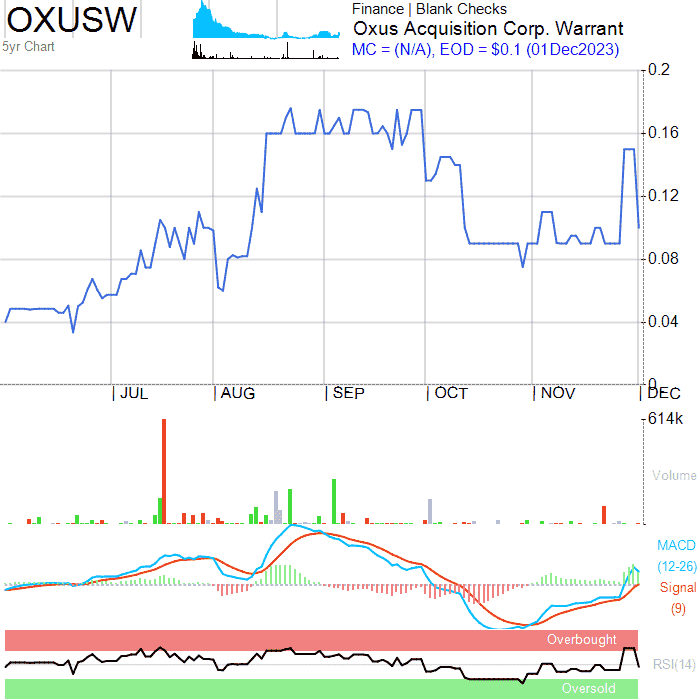 OXUSW
5yr Chart
Finance | Blank Checks
Oxus Acquisition Corp. Warrant
MC = (N/A), EOD = $0.1 (01Dec2023)
0.2
0.16
0.12
0.08
0.04
0
JUL
AUG
SEP
OCT
NOV
DEC
614k
Volume
MACD
(12-26)
Signal
(9)
Overbought
RSI(14)
Oversold